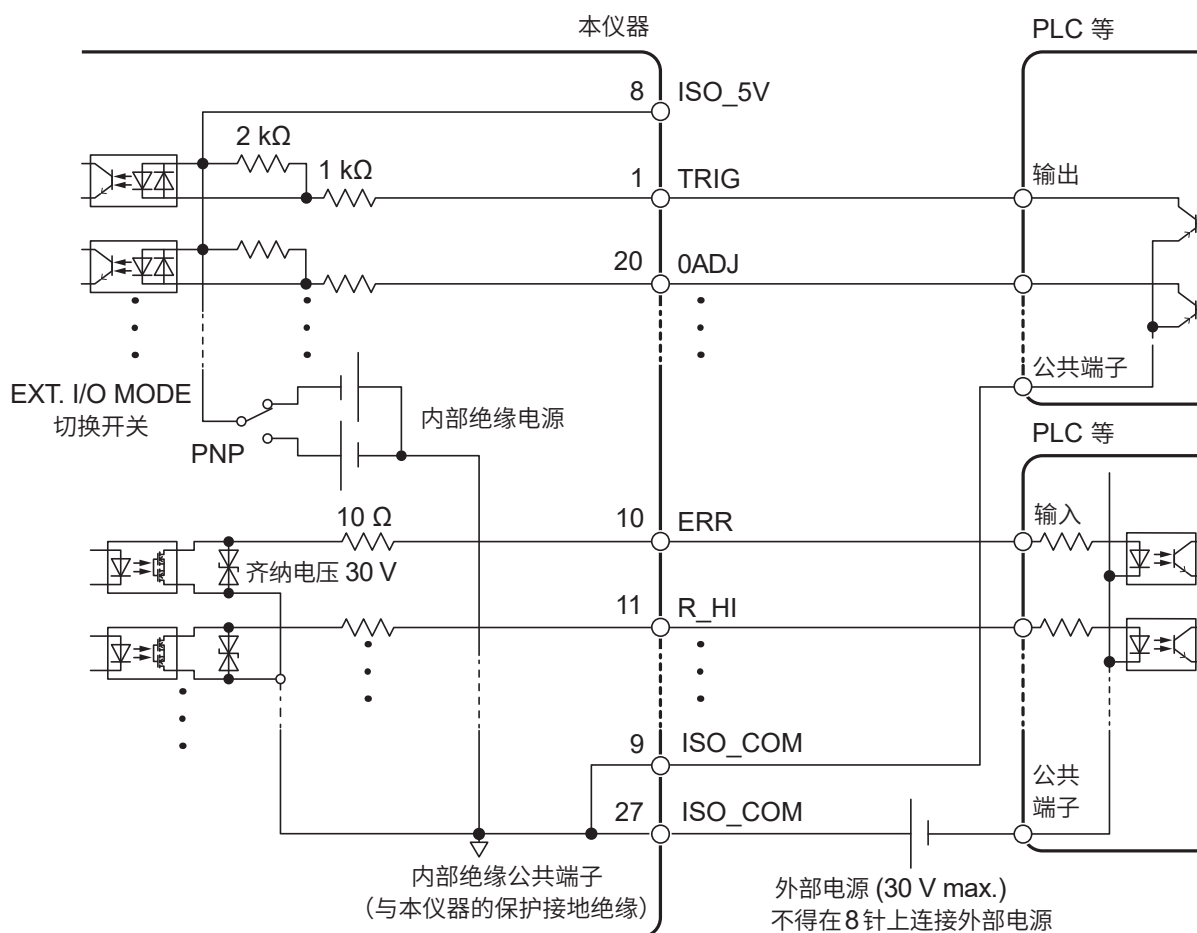 本仪器
PLC 等
8 ISO_5V
2 kΩ
1 kΩ
1 TRIG
输出
20 0ADJ
公共端子
EXT. I/O MODE
切换开关
内部绝缘电源
PNP
PLC 等
10 Ω
10 ERR
输入
齐纳电压 30 V
11 R_HI
9 ISO_COM
公共
端子
27 ISO_COM
内部绝缘公共端子
（与本仪器的保护接地绝缘）
外部电源 (30 V max.)
不得在8针上连接外部电源